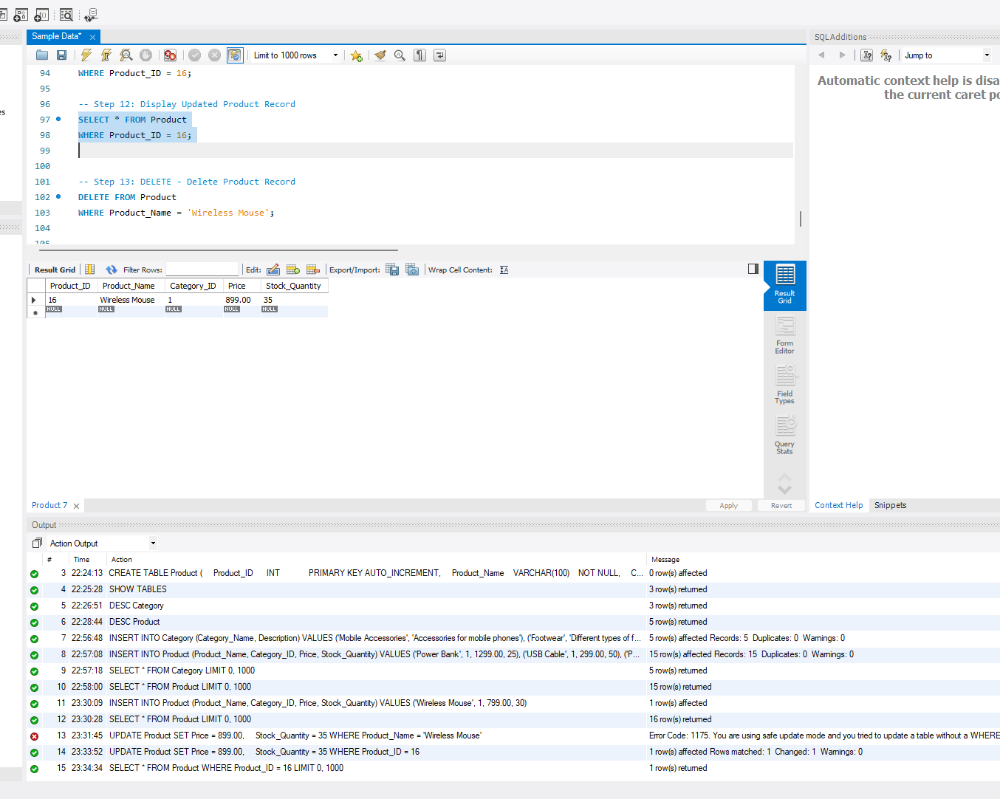 Sample Data*
SQLAdditions
Limit to 1000 rows
Jump to
Automatic context help is disa
the current caret po
94 WHERE Product_ID = 16;
95
96 -- Step 12: Display Updated Product Record
es
97 SELECT * FROM Product
98 WHERE Product_ID = 16;
99
100
101 -- Step 13: DELETE - Delete Product Record
102 DELETE FROM Product
103 WHERE Product_Name = 'Wireless Mouse';
104
105
Result Grid Filter Rows: Edit: Export/Import: Wrap Cell Content:
Product_ID Product_Name Category_ID Price Stock_Quantity
16 Wireless Mouse 1 899.00 35
NULL NULL NULL NULL NULL
Result
Grid
Form
Editor
Field
Types
Query
Stats
Product 7
Apply Revert
Context Help Snippets
Output
Action Output
# Time Action Message
3 22:24:13 CREATE TABLE Product ( Product_ID INT PRIMARY KEY AUTO_INCREMENT, Product_Name VARCHAR(100) NOT NULL, C... 0 row(s) affected
4 22:25:28 SHOW TABLES 3 row(s) returned
5 22:26:51 DESC Category 3 row(s) returned
6 22:28:44 DESC Product 5 row(s) returned
7 22:56:48 INSERT INTO Category (Category_Name, Description) VALUES ('Mobile Accessories', 'Accessories for mobile phones'), ('Footwear', 'Different types of f... 5 row(s) affected Records: 5 Duplicates: 0 Warnings: 0
8 22:57:08 INSERT INTO Product (Product_Name, Category_ID, Price, Stock_Quantity) VALUES ('Power Bank', 1, 1299.00, 25), ('USB Cable', 1, 299.00, 50), ('P... 15 row(s) affected Records: 15 Duplicates: 0 Warnings: 0
9 22:57:18 SELECT * FROM Category LIMIT 0, 1000 5 row(s) returned
10 22:58:00 SELECT * FROM Product LIMIT 0, 1000 15 row(s) returned
11 23:30:09 INSERT INTO Product (Product_Name, Category_ID, Price, Stock_Quantity) VALUES ('Wireless Mouse', 1, 799.00, 30) 1 row(s) affected
12 23:30:28 SELECT * FROM Product LIMIT 0, 1000 16 row(s) returned
13 23:31:45 UPDATE Product SET Price = 899.00, Stock_Quantity = 35 WHERE Product_Name = 'Wireless Mouse' Error Code: 1175. You are using safe update mode and you tried to update a table without a WHERE
14 23:33:52 UPDATE Product SET Price = 899.00, Stock_Quantity = 35 WHERE Product_ID = 16 1 row(s) affected Rows matched: 1 Changed: 1 Warnings: 0
15 23:34:34 SELECT * FROM Product WHERE Product_ID = 16 LIMIT 0, 1000 1 row(s) returned